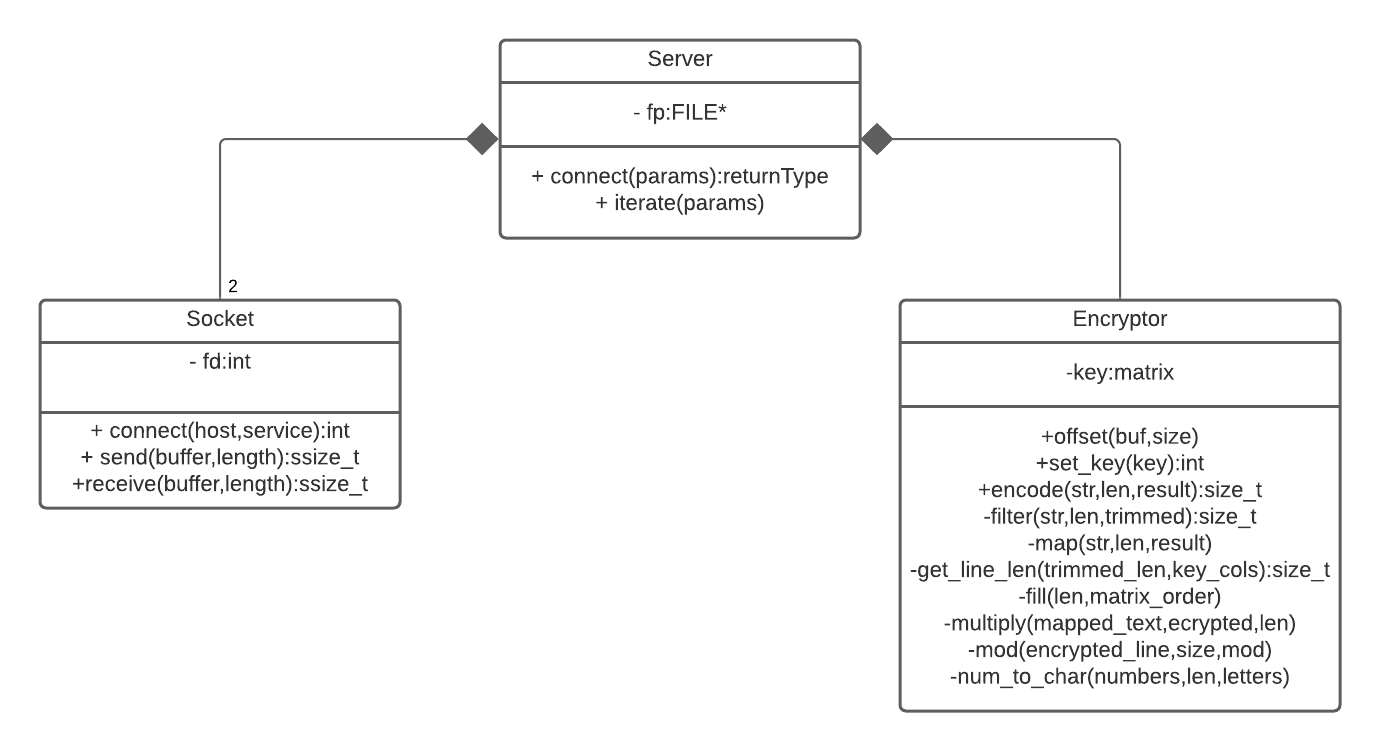 Server
- fp:FILE*
+ connect(params):returnType
+ iterate(params)
2
Socket
- fd:int
+ connect(host,service):int
+ send(buffer,length):ssize_t
+receive(buffer,length):ssize_t
Encryptor
-key:matrix
+offset(buf,size)
+set_key(key):int
+encode(str,len,result):size_t
-filter(str,len,trimmed):size_t
-map(str,len,result)
-get_line_len(trimmed_len,key_cols):size_t
-fill(len,matrix_order)
-multiply(mapped_text,ecrypted,len)
-mod(encrypted_line,size,mod)
-num_to_char(numbers,len,letters)